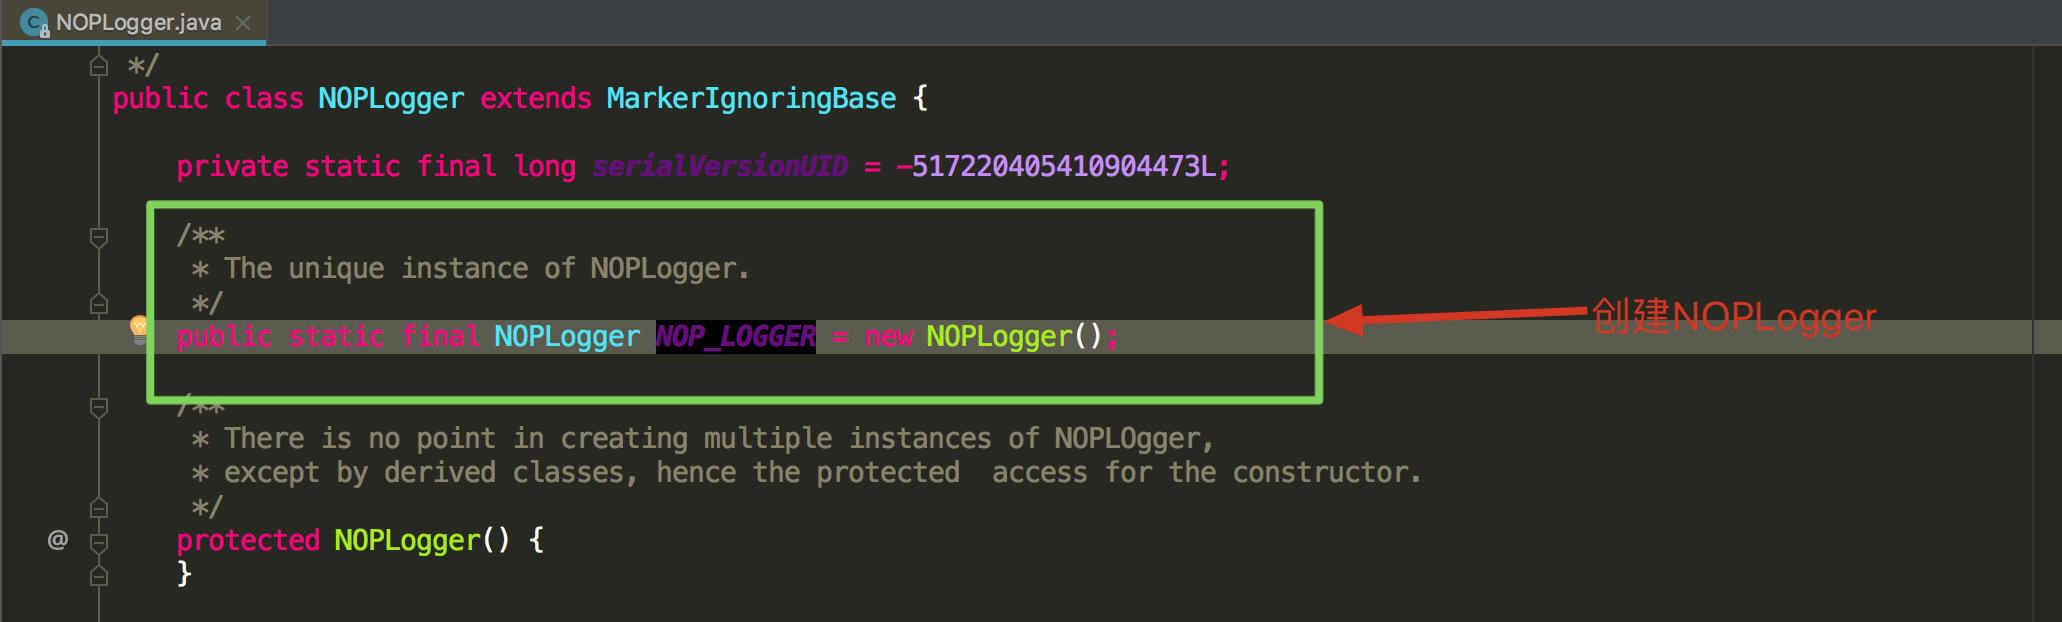 NOPLogger.java
*/
public class NOPLogger extends MarkerIgnoringBase {
private static final long serialVersionUID = -517220405410904473L;
/**
* The unique instance of NOPLogger.
*/
public static final NOPLogger NOP_LOGGER = new NOPLogger();
创建NOPLogger
/**
* There is no point in creating multiple instances of NOPLOgger,
* except by derived classes, hence the protected  access for the constructor.
*/
@ protected NOPLogger() {
}